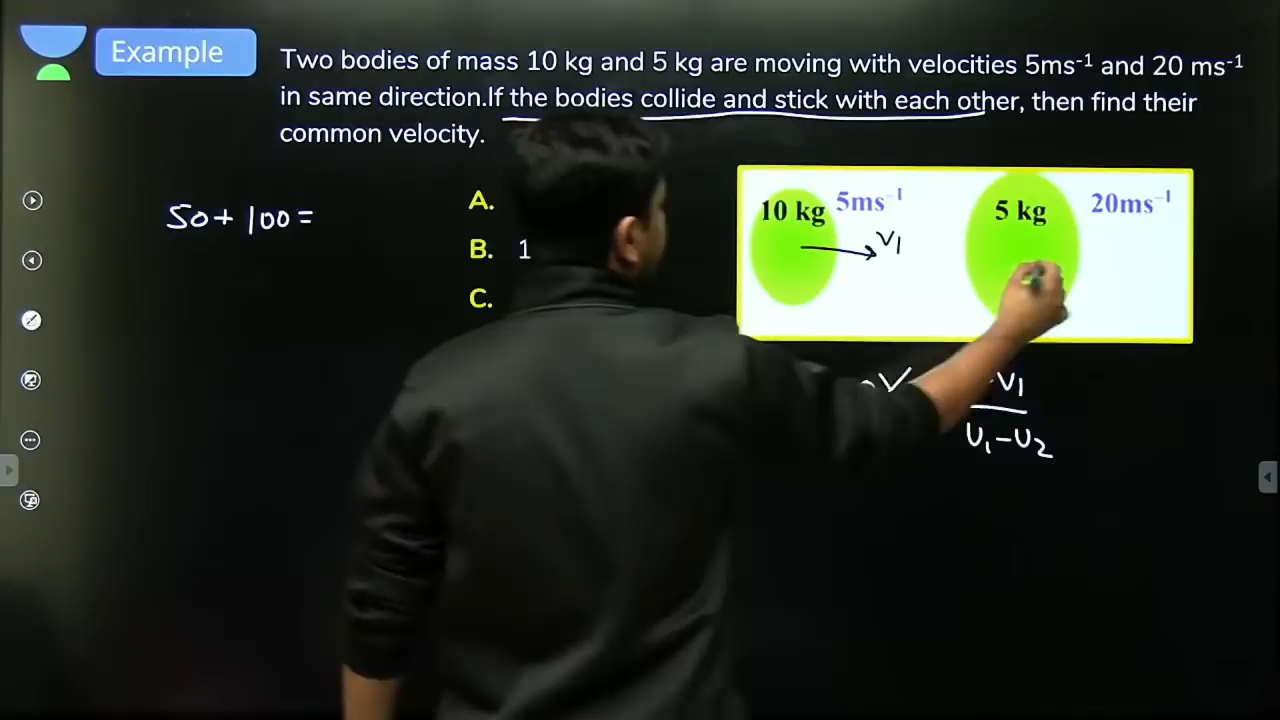 Example
Two bodies of mass 10 kg and 5 kg are moving with velocities 5ms⁻¹ and 20 ms⁻¹
in same direction.If the bodies collide and stick with each other, then find their
common velocity.
A.
B. 1
C.
50+ 100=
10 kg 5ms⁻¹
V₁
5 kg 20ms⁻¹
V₁
U₁-U₂